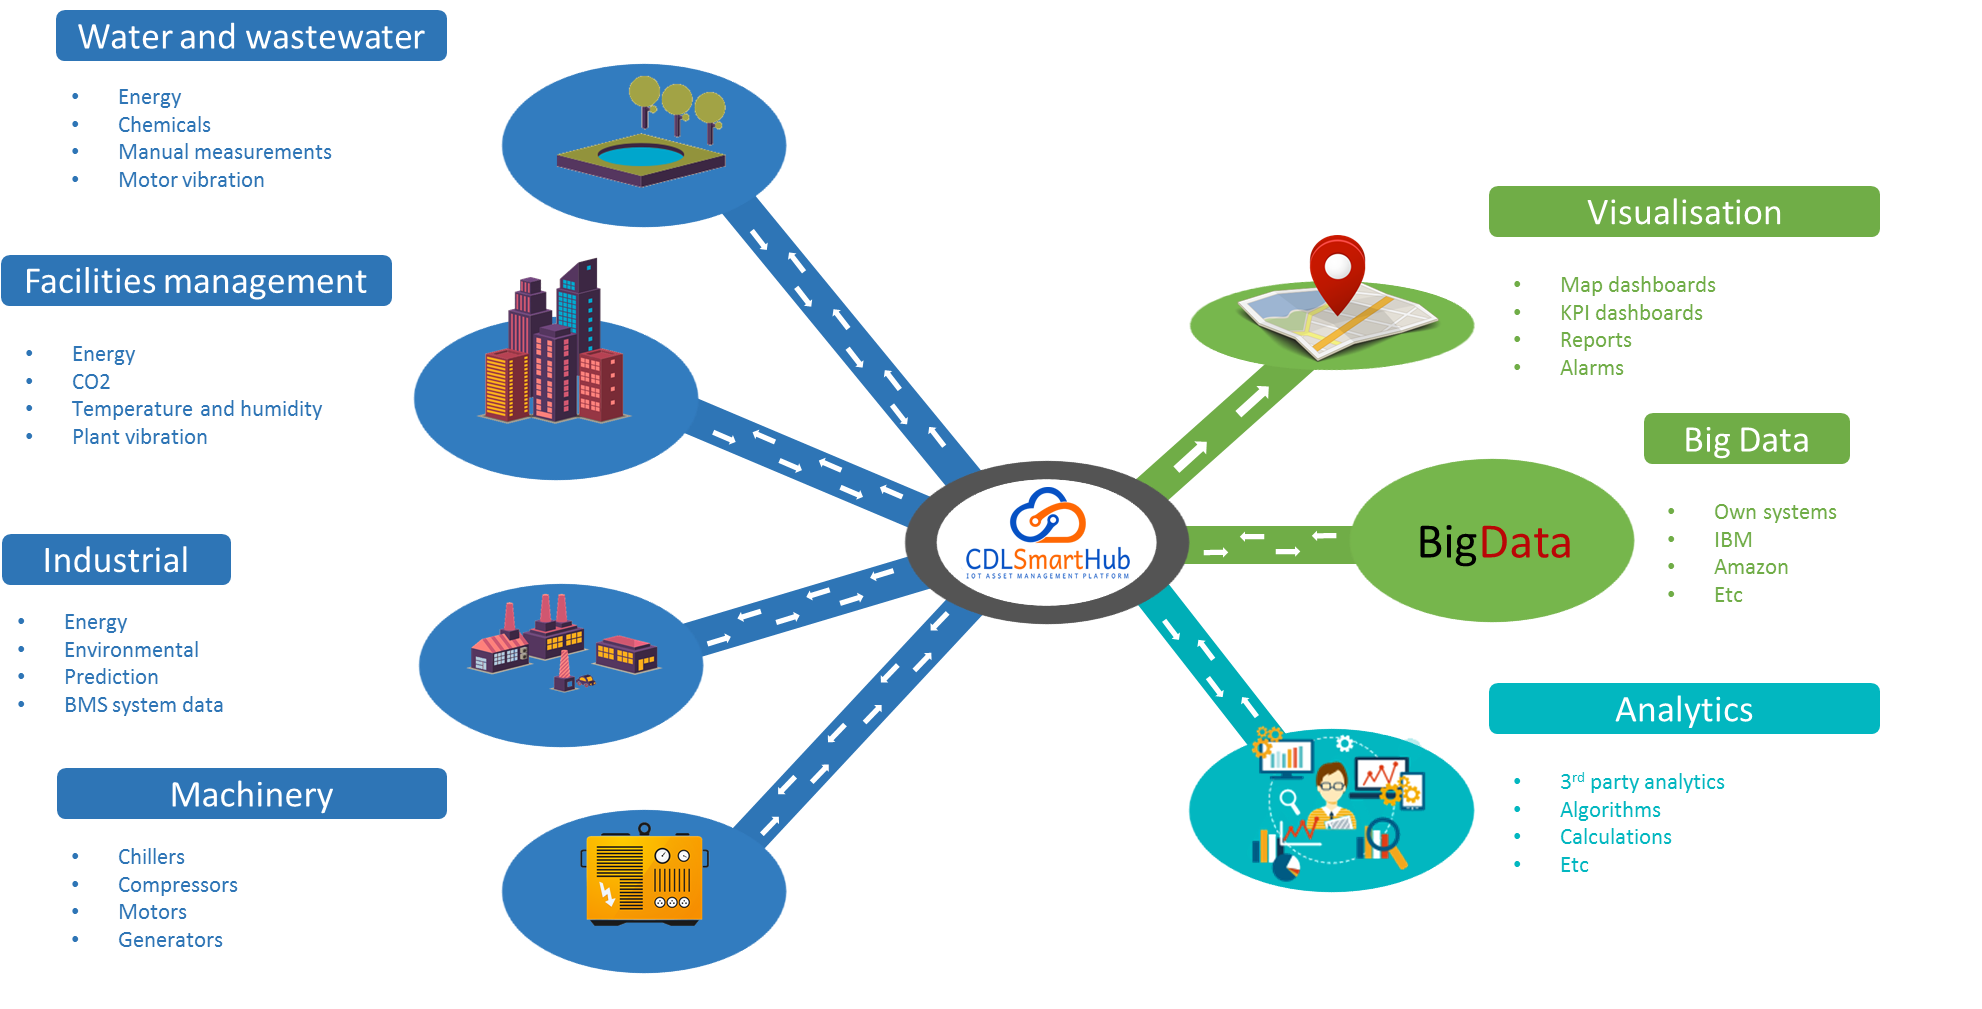 Water and wastewater
• Energy
• Chemicals
• Manual measurements
• Motor vibration
Facilities management
• Energy
• CO2
• Temperature and humidity
• Plant vibration
Industrial
• Energy
• Environmental
• Prediction
• BMS system data
Machinery
• Chillers
• Compressors
• Motors
• Generators
CDLSmartHub
IOT ASSET MANAGEMENT PLATFORM
Visualisation
• Map dashboards
• KPI dashboards
• Reports
• Alarms
BigData
Big Data
• Own systems
• IBM
• Amazon
• Etc
Analytics
• 3rd party analytics
• Algorithms
• Calculations
• Etc